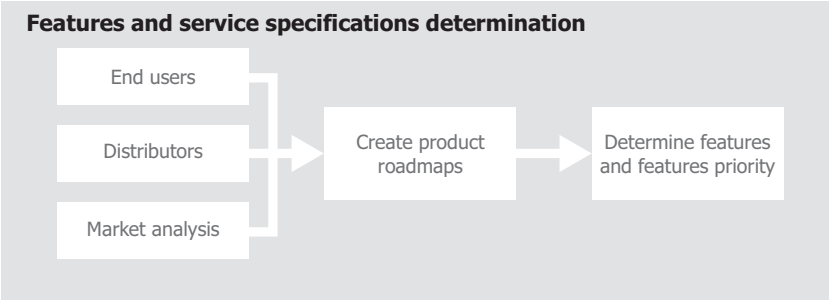 Features and service specifications determination
End users
Distributors
Market analysis
Create product
roadmaps
Determine features
and features priority